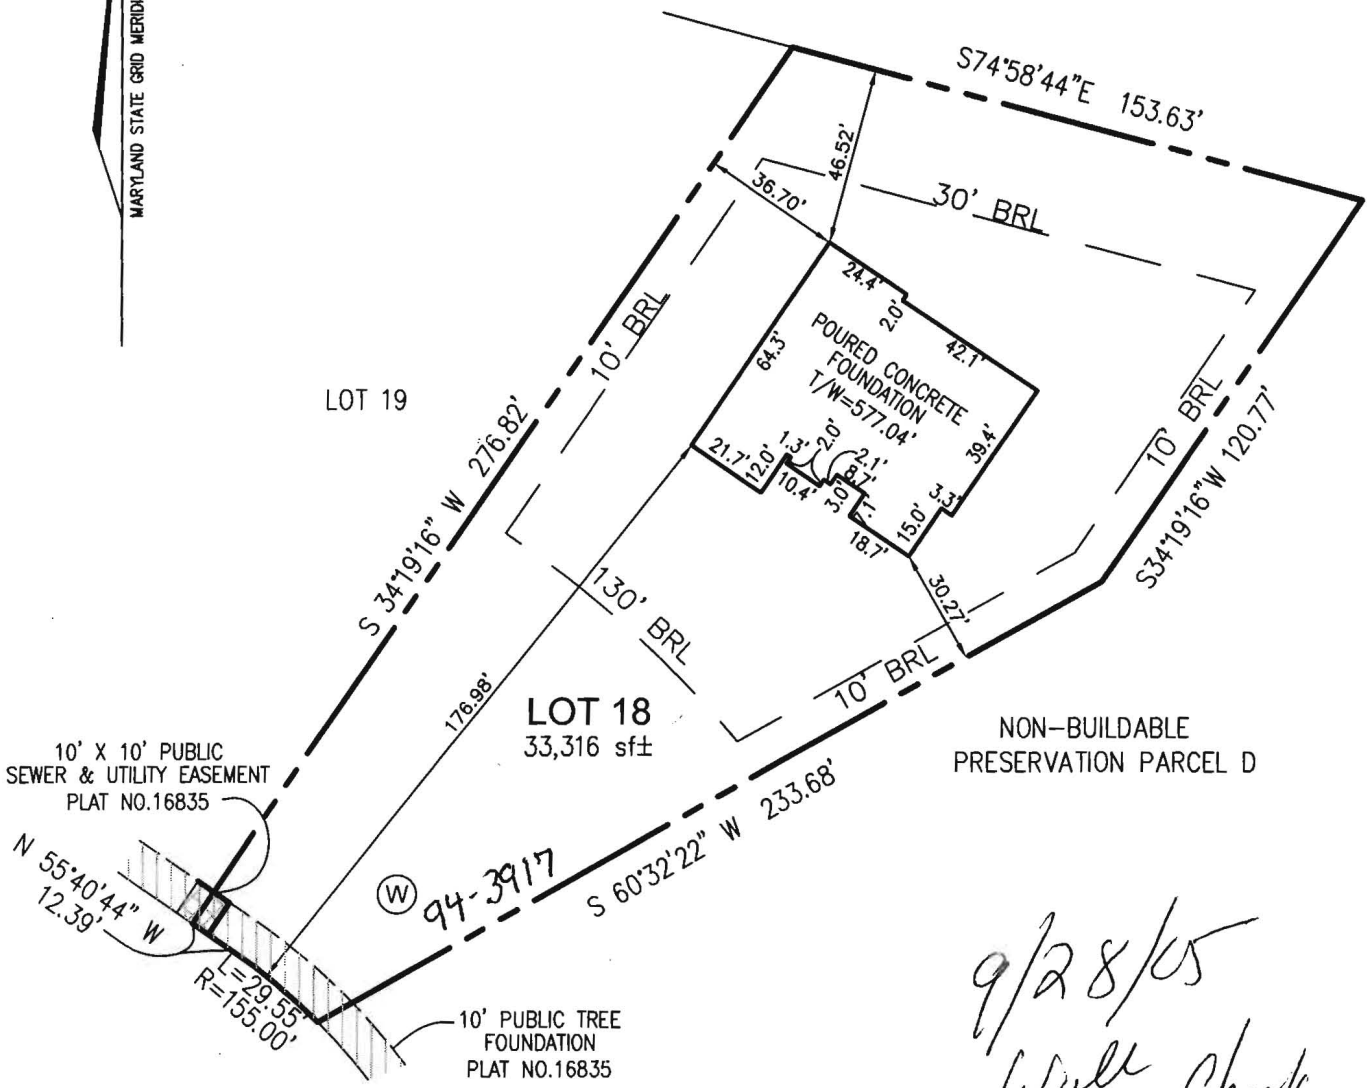 MARYLAND STATE GRID
S74°58'44"E 153.63'
46.52'
36.70'
30' BRL
24.4'
2.0'
42.1'
POURED CONCRETE
FOUNDATION
T/W=577.04'
64.3'
39.4'
10' BRL
10' BRL
LOT 19
S 34°19'16" W 276.82'
S34°19'16"W 120.77'
1.3'
2.0'
2.1'
8.7'
21.7'
12.0'
10.4'
3.0'
7.1'
18.7'
15.0'
3.3'
30.27'
130' BRL
10' BRL
176.98'
LOT 18
33,316 sf±
NON-BUILDABLE
PRESERVATION PARCEL D
10' X 10' PUBLIC
SEWER & UTILITY EASEMENT
PLAT NO.16835
S 60°32'22" W 233.68'
N 55°40'44" W
12.39'
W
94-3917
L=29.55'
R=155.00'
10' PUBLIC TREE
FOUNDATION
PLAT NO.16835
9/28/05